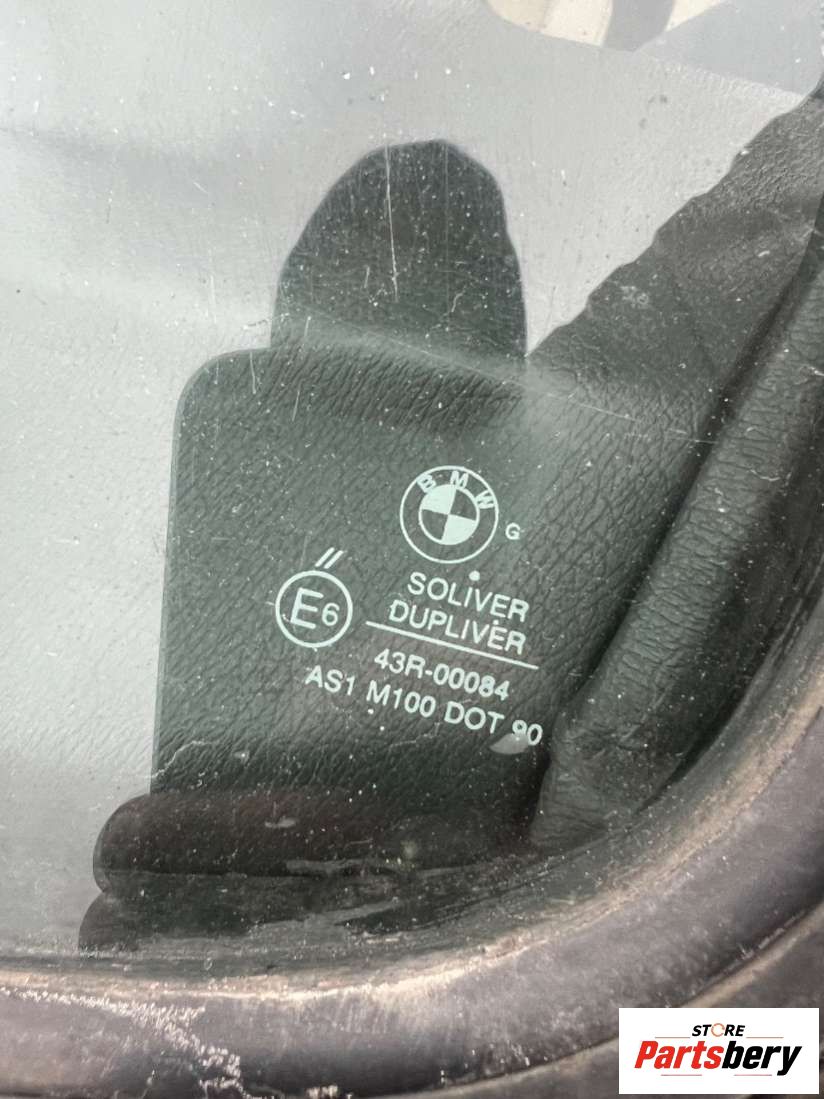 BMW
G
SOLIVER
DUPLIVER
E6
43R-00084
AS1 M100 DOT 90
STORE
Partsbery